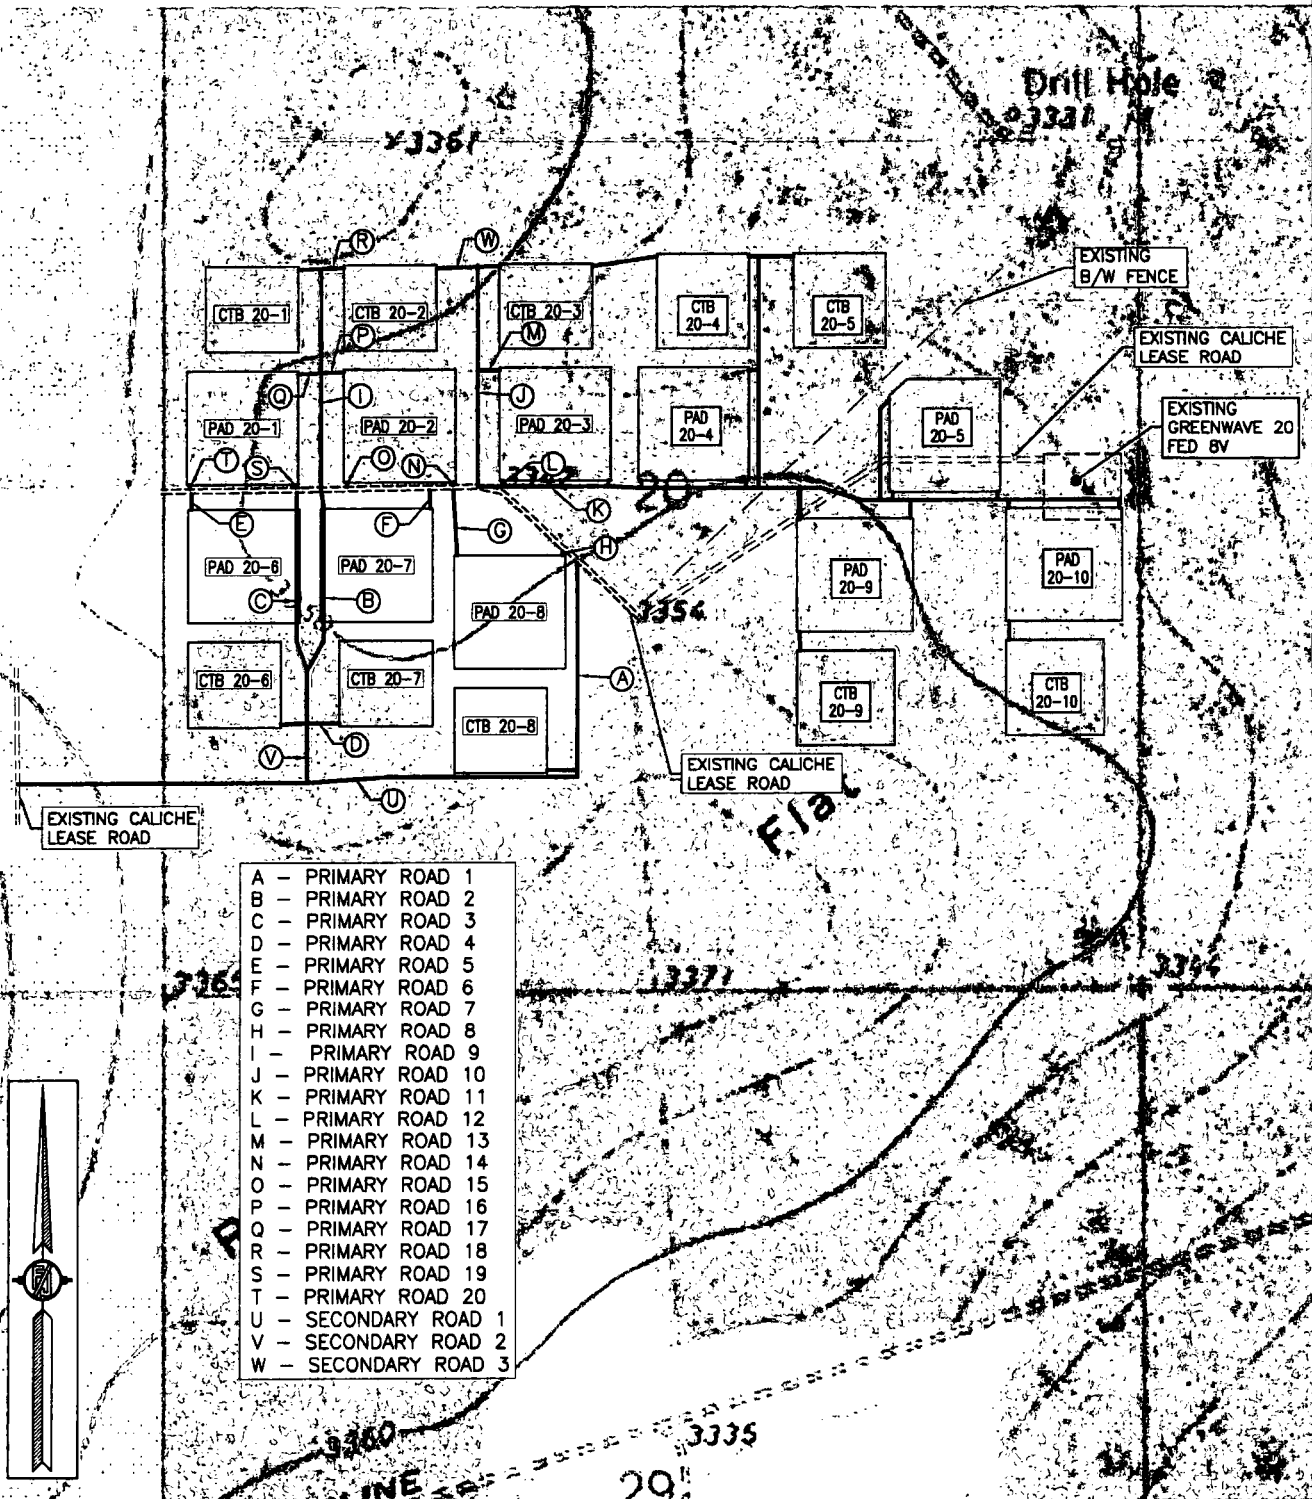 Drill Hole
3331
x3361
R
W
EXISTING
B/W FENCE
CTB 20-1
CTB 20-2
CTB 20-3
CTB
20-4
CTB
20-5
P
M
EXISTING CALICHE
LEASE ROAD
Q
I
J
EXISTING
GREENWAVE 20
FED 8V
PAD 20-1
PAD 20-2
PAD 20-3
PAD
20-4
PAD
20-5
T
S
O
N
L
20
K
E
F
G
H
PAD 20-6
PAD 20-7
PAD
20-9
PAD
20-10
C
B
PAD 20-8
3354
CTB 20-6
CTB 20-7
A
CTB
20-9
CTB
20-10
CTB 20-8
D
V
EXISTING CALICHE
LEASE ROAD
U
EXISTING CALICHE
LEASE ROAD
Flat
A - PRIMARY ROAD 1
B - PRIMARY ROAD 2
C - PRIMARY ROAD 3
D - PRIMARY ROAD 4
E - PRIMARY ROAD 5
F - PRIMARY ROAD 6
G - PRIMARY ROAD 7
H - PRIMARY ROAD 8
I - PRIMARY ROAD 9
J - PRIMARY ROAD 10
K - PRIMARY ROAD 11
L - PRIMARY ROAD 12
M - PRIMARY ROAD 13
N - PRIMARY ROAD 14
O - PRIMARY ROAD 15
P - PRIMARY ROAD 16
Q - PRIMARY ROAD 17
R - PRIMARY ROAD 18
S - PRIMARY ROAD 19
T - PRIMARY ROAD 20
U - SECONDARY ROAD 1
V - SECONDARY ROAD 2
W - SECONDARY ROAD 3
3371
3344
3360
3335
29